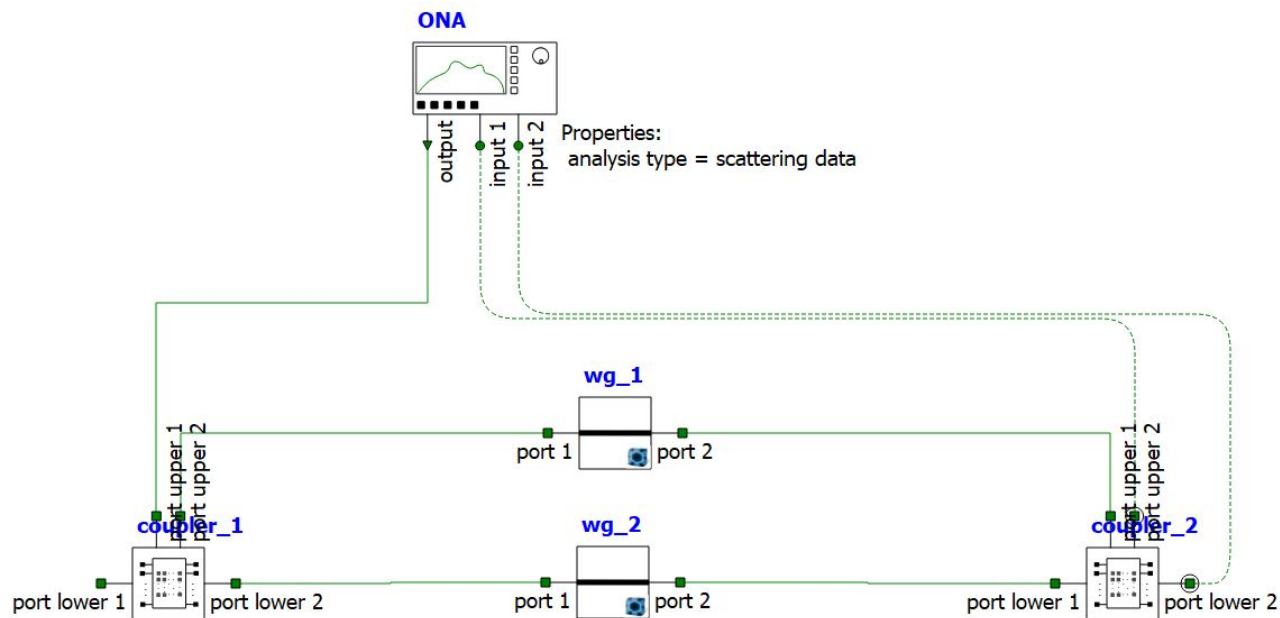 ONA
output
input 1
input 2
Properties:
analysis type = scattering data
wg_1
port 1
port 2
port upper 1
port upper 2
coupler_1
port lower 1
port lower 2
wg_2
port 1
port 2
port upper 1
port upper 2
coupler_2
port lower 1
port lower 2